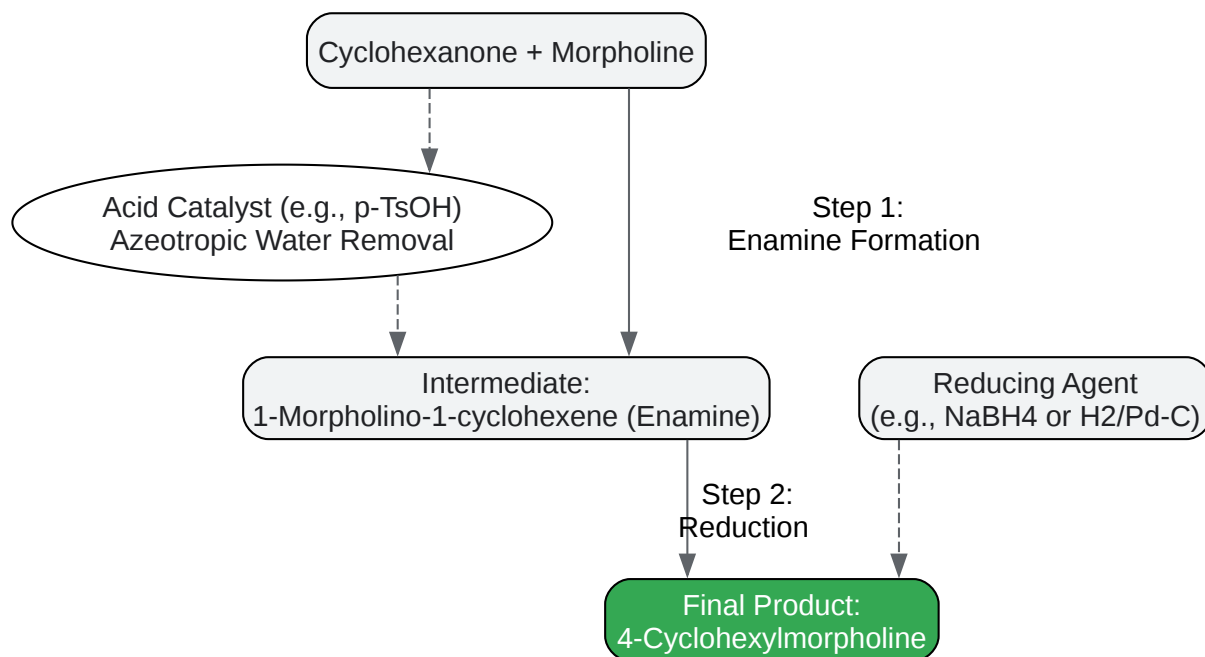 Cyclohexanone + Morpholine
Acid Catalyst (e.g., p-TsOH)
Azeotropic Water Removal
Step 1:
Enamine Formation
Intermediate:
1-Morpholino-1-cyclohexene (Enamine)
Reducing Agent
(e.g., NaBH4 or H2/Pd-C)
Step 2:
Reduction
Final Product:
4-Cyclohexylmorpholine